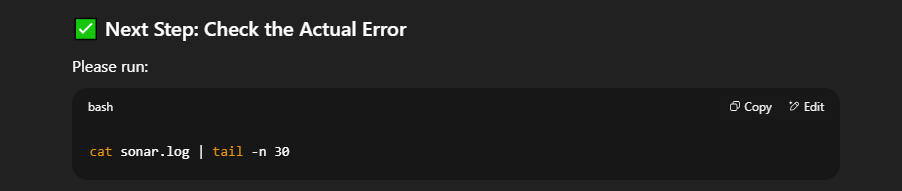 ✅ Next Step: Check the Actual Error
Please run:
bash Copy Edit
cat sonar.log | tail -n 30